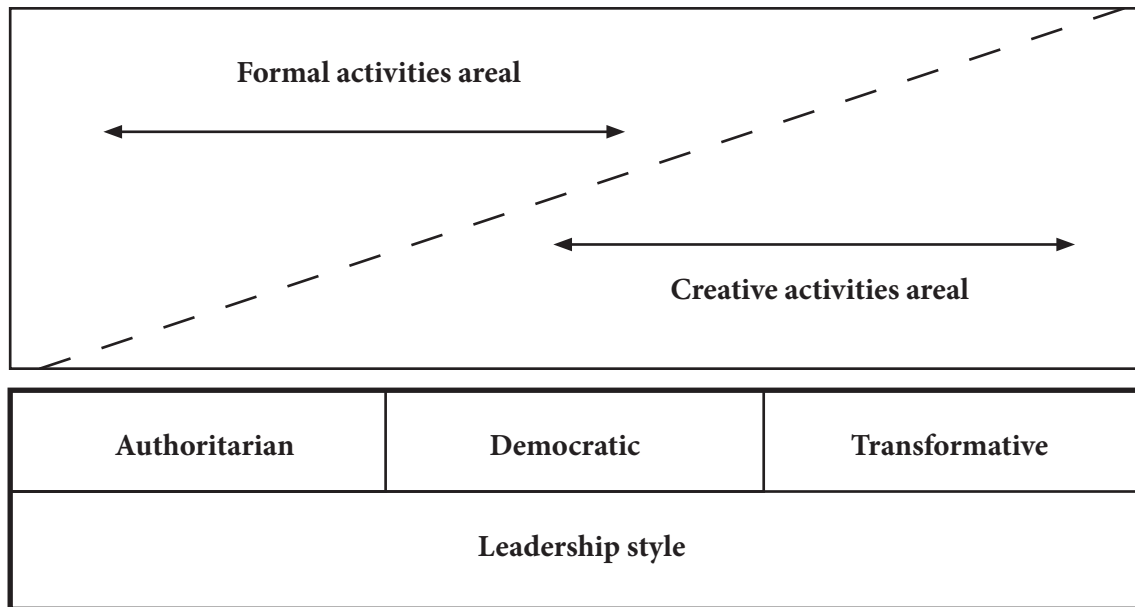 Formal activities areal
Creative activities areal
Authoritarian
Democratic
Transformative
Leadership style